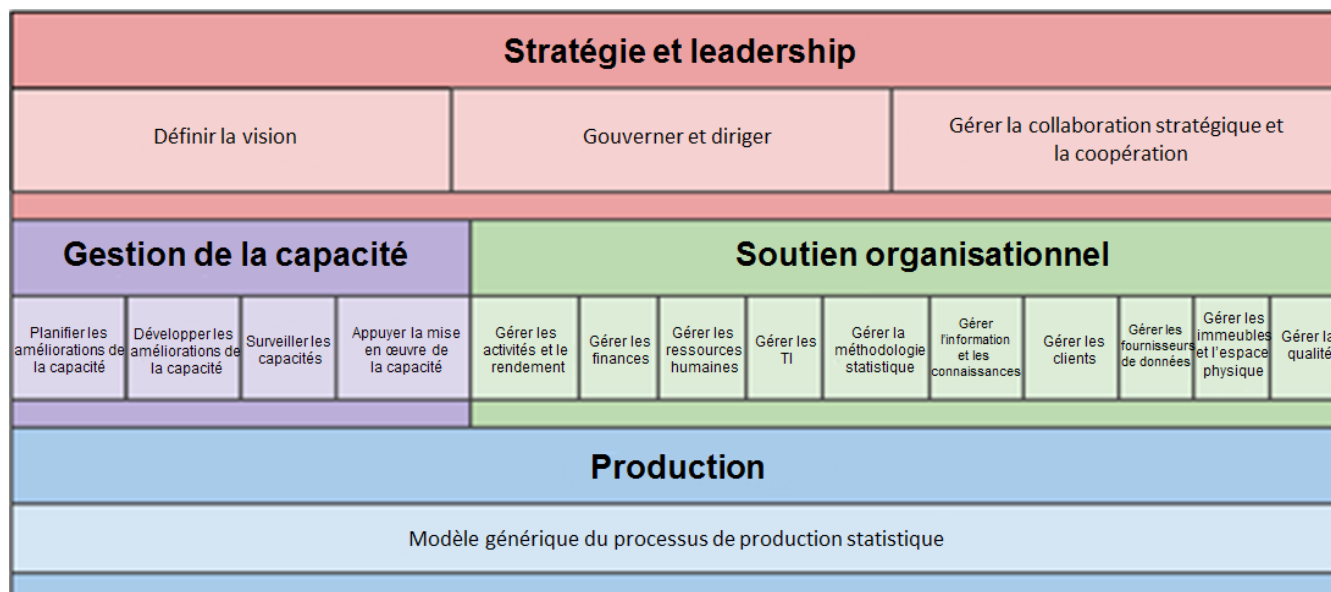 Stratégie et leadership
Définir la vision
Gouverner et diriger
Gérer la collaboration stratégique et
la coopération
Gestion de la capacité
Soutien organisationnel
Planifier les
améliorations de
la capacité
Développer les
améliorations de
la capacité
Surveiller les
capacités
Appuyer la mise
en œuvre de
la capacité
Gérer les
activités et le
rendement
Gérer les
finances
Gérer les
ressources
humaines
Gérer les
TI
Gérer la
méthodologie
statistique
Gérer
l'information
et les
connaissances
Gérer les
clients
Gérer les
fournisseurs
de données
Gérer les
immeubles
et l'espace
physique
Gérer la
qualité
Production
Modèle générique du processus de production statistique